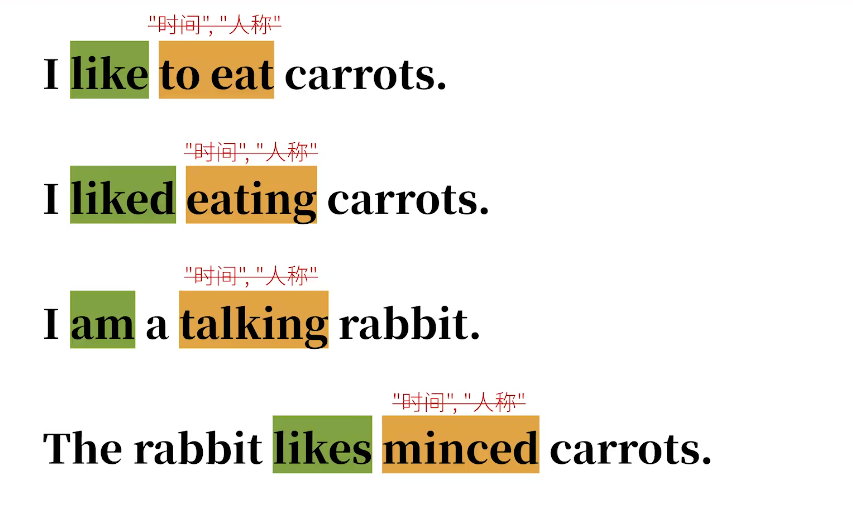 "时间", "人称"
I like to eat carrots.
"时间", "人称"
I liked eating carrots.
"时间", "人称"
I am a talking rabbit.
"时间", "人称"
The rabbit likes minced carrots.